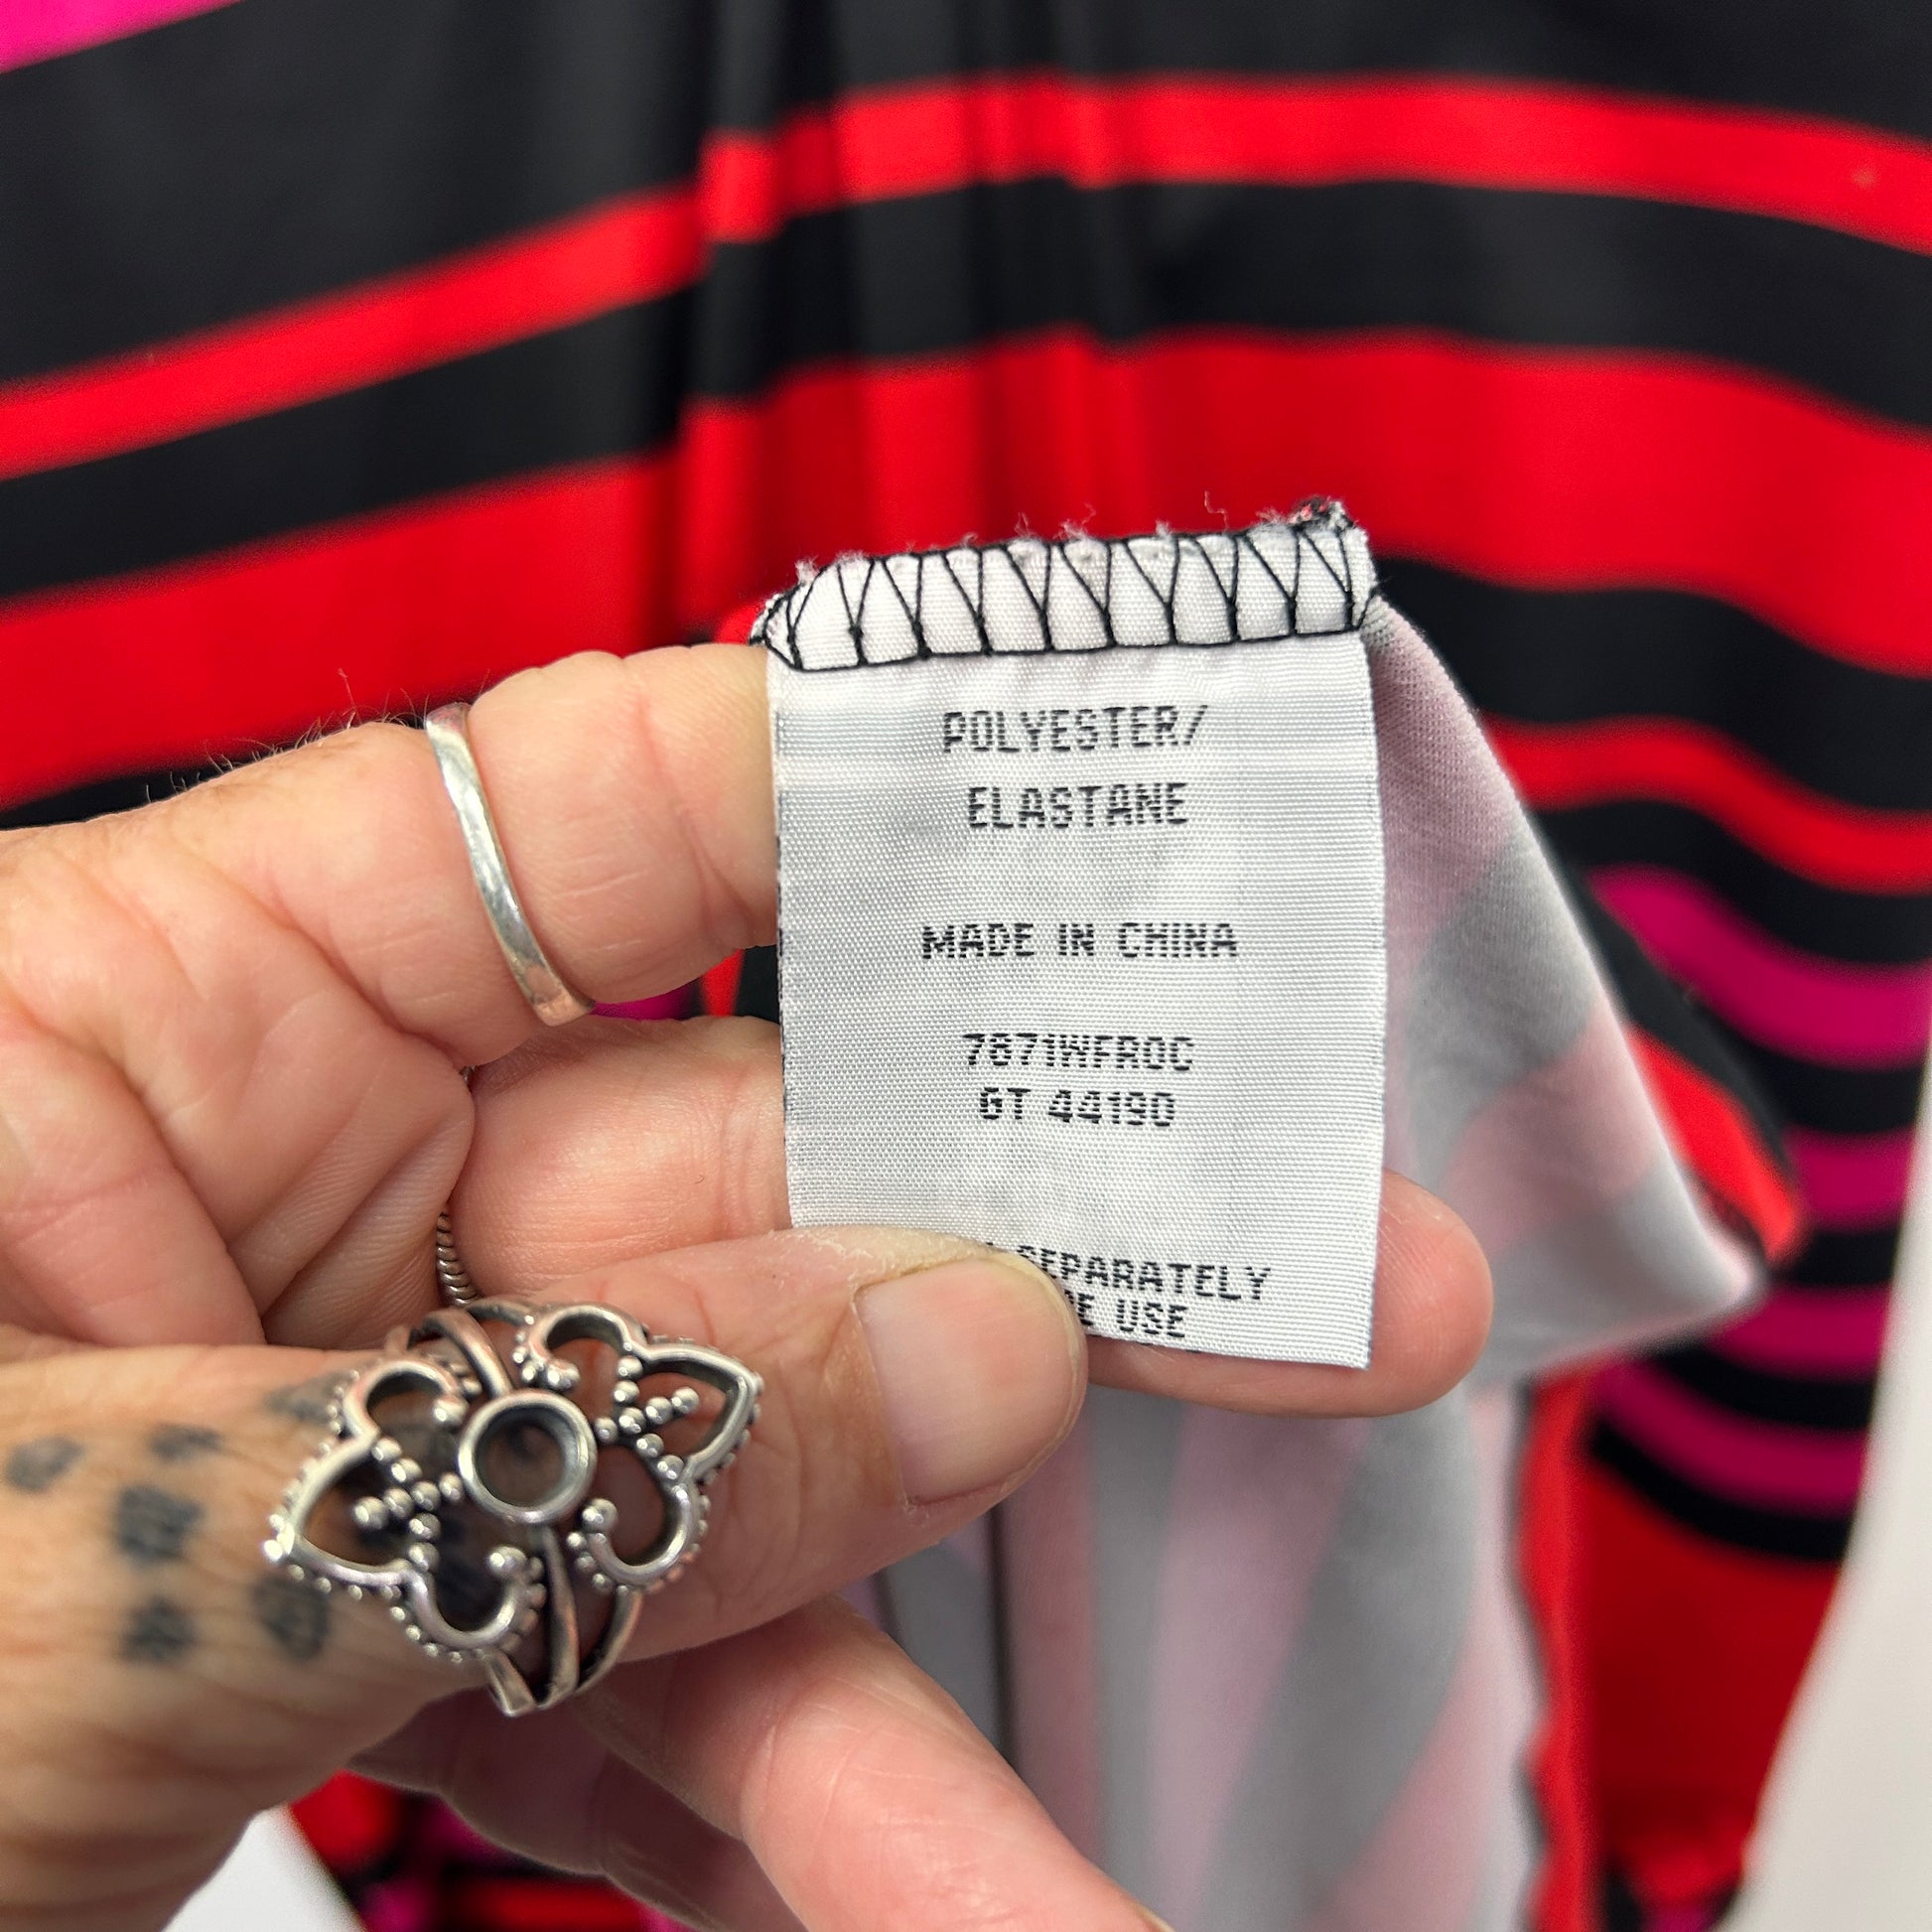 POLYESTER/
ELASTANE
MADE IN CHINA
7871WFROC
GT 44190
SEPARATELY
USE